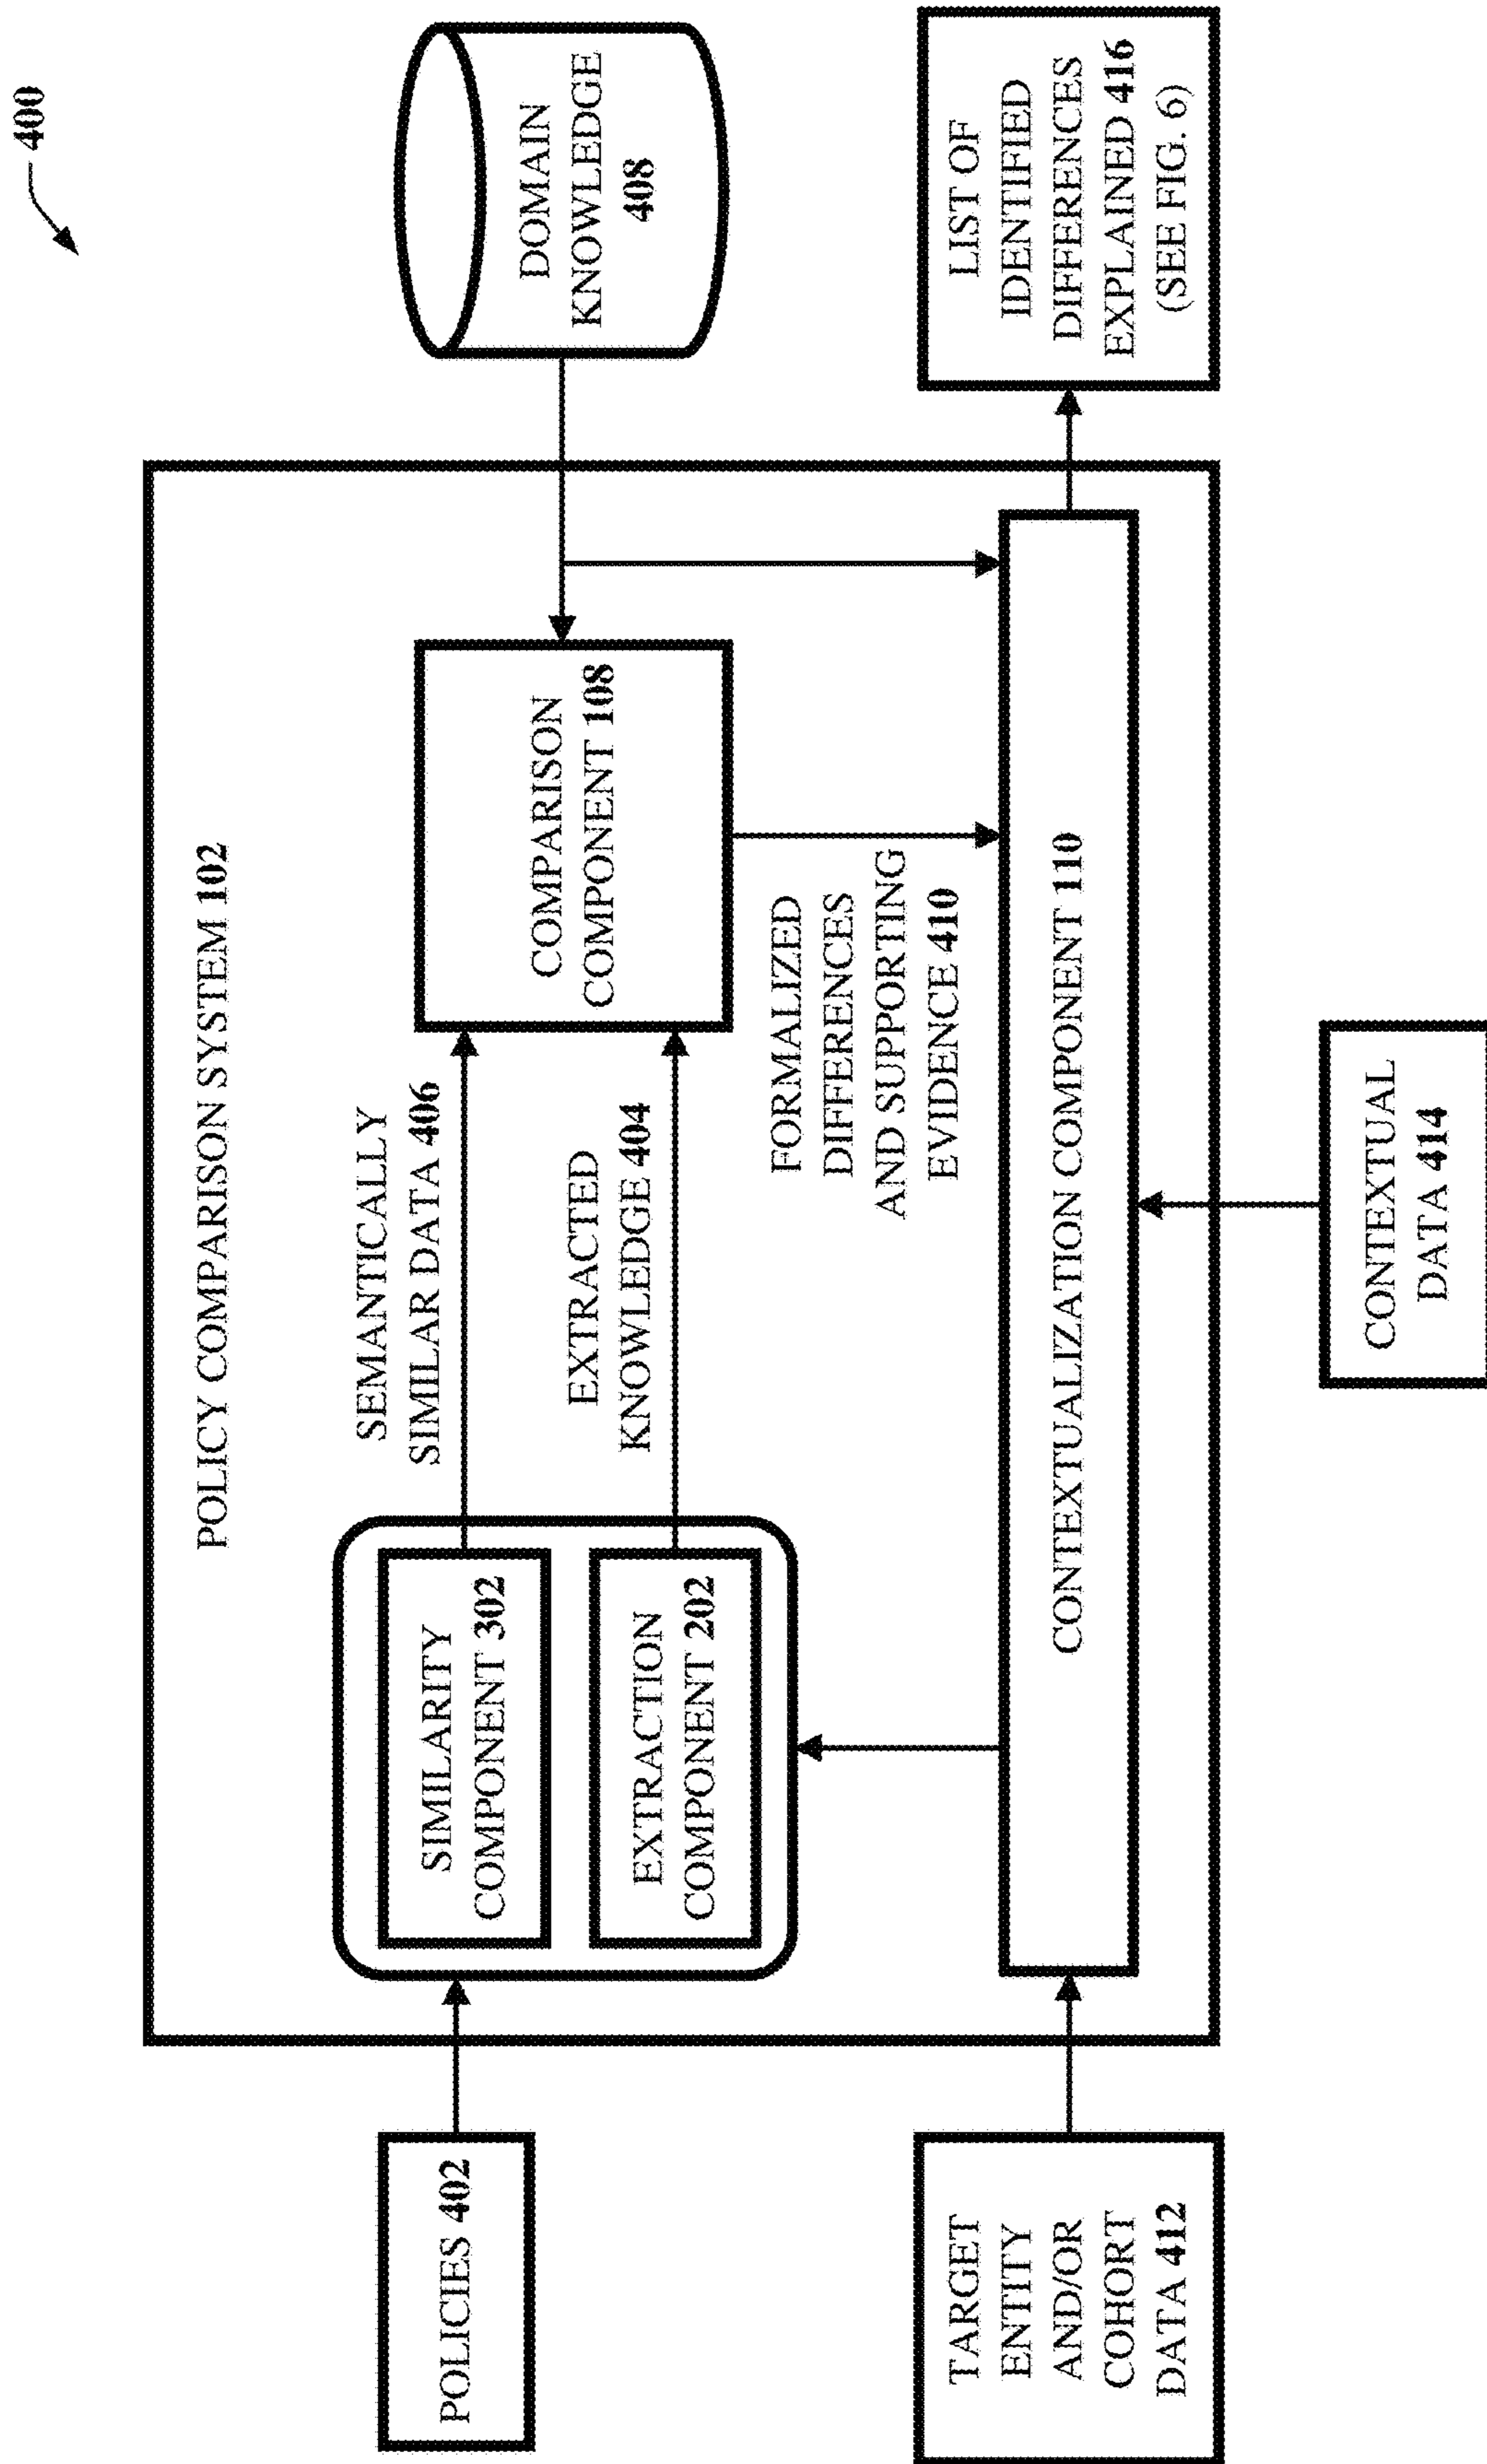 400
POLICY COMPARISON SYSTEM 102
POLICIES 402
SIMILARITY
COMPONENT 302
EXTRACTION
COMPONENT 202
SEMANTICALLY
SIMILAR DATA 406
EXTRACTED
KNOWLEDGE 404
COMPARISON
COMPONENT 108
DOMAIN
KNOWLEDGE
408
FORMALIZED
DIFFERENCES
AND SUPPORTING
EVIDENCE 410
TARGET
ENTITY
AND/OR
COHORT
DATA 412
CONTEXTUALIZATION COMPONENT 110
LIST OF
IDENTIFIED
DIFFERENCES
EXPLAINED 416
(SEE FIG. 6)
CONTEXTUAL
DATA 414